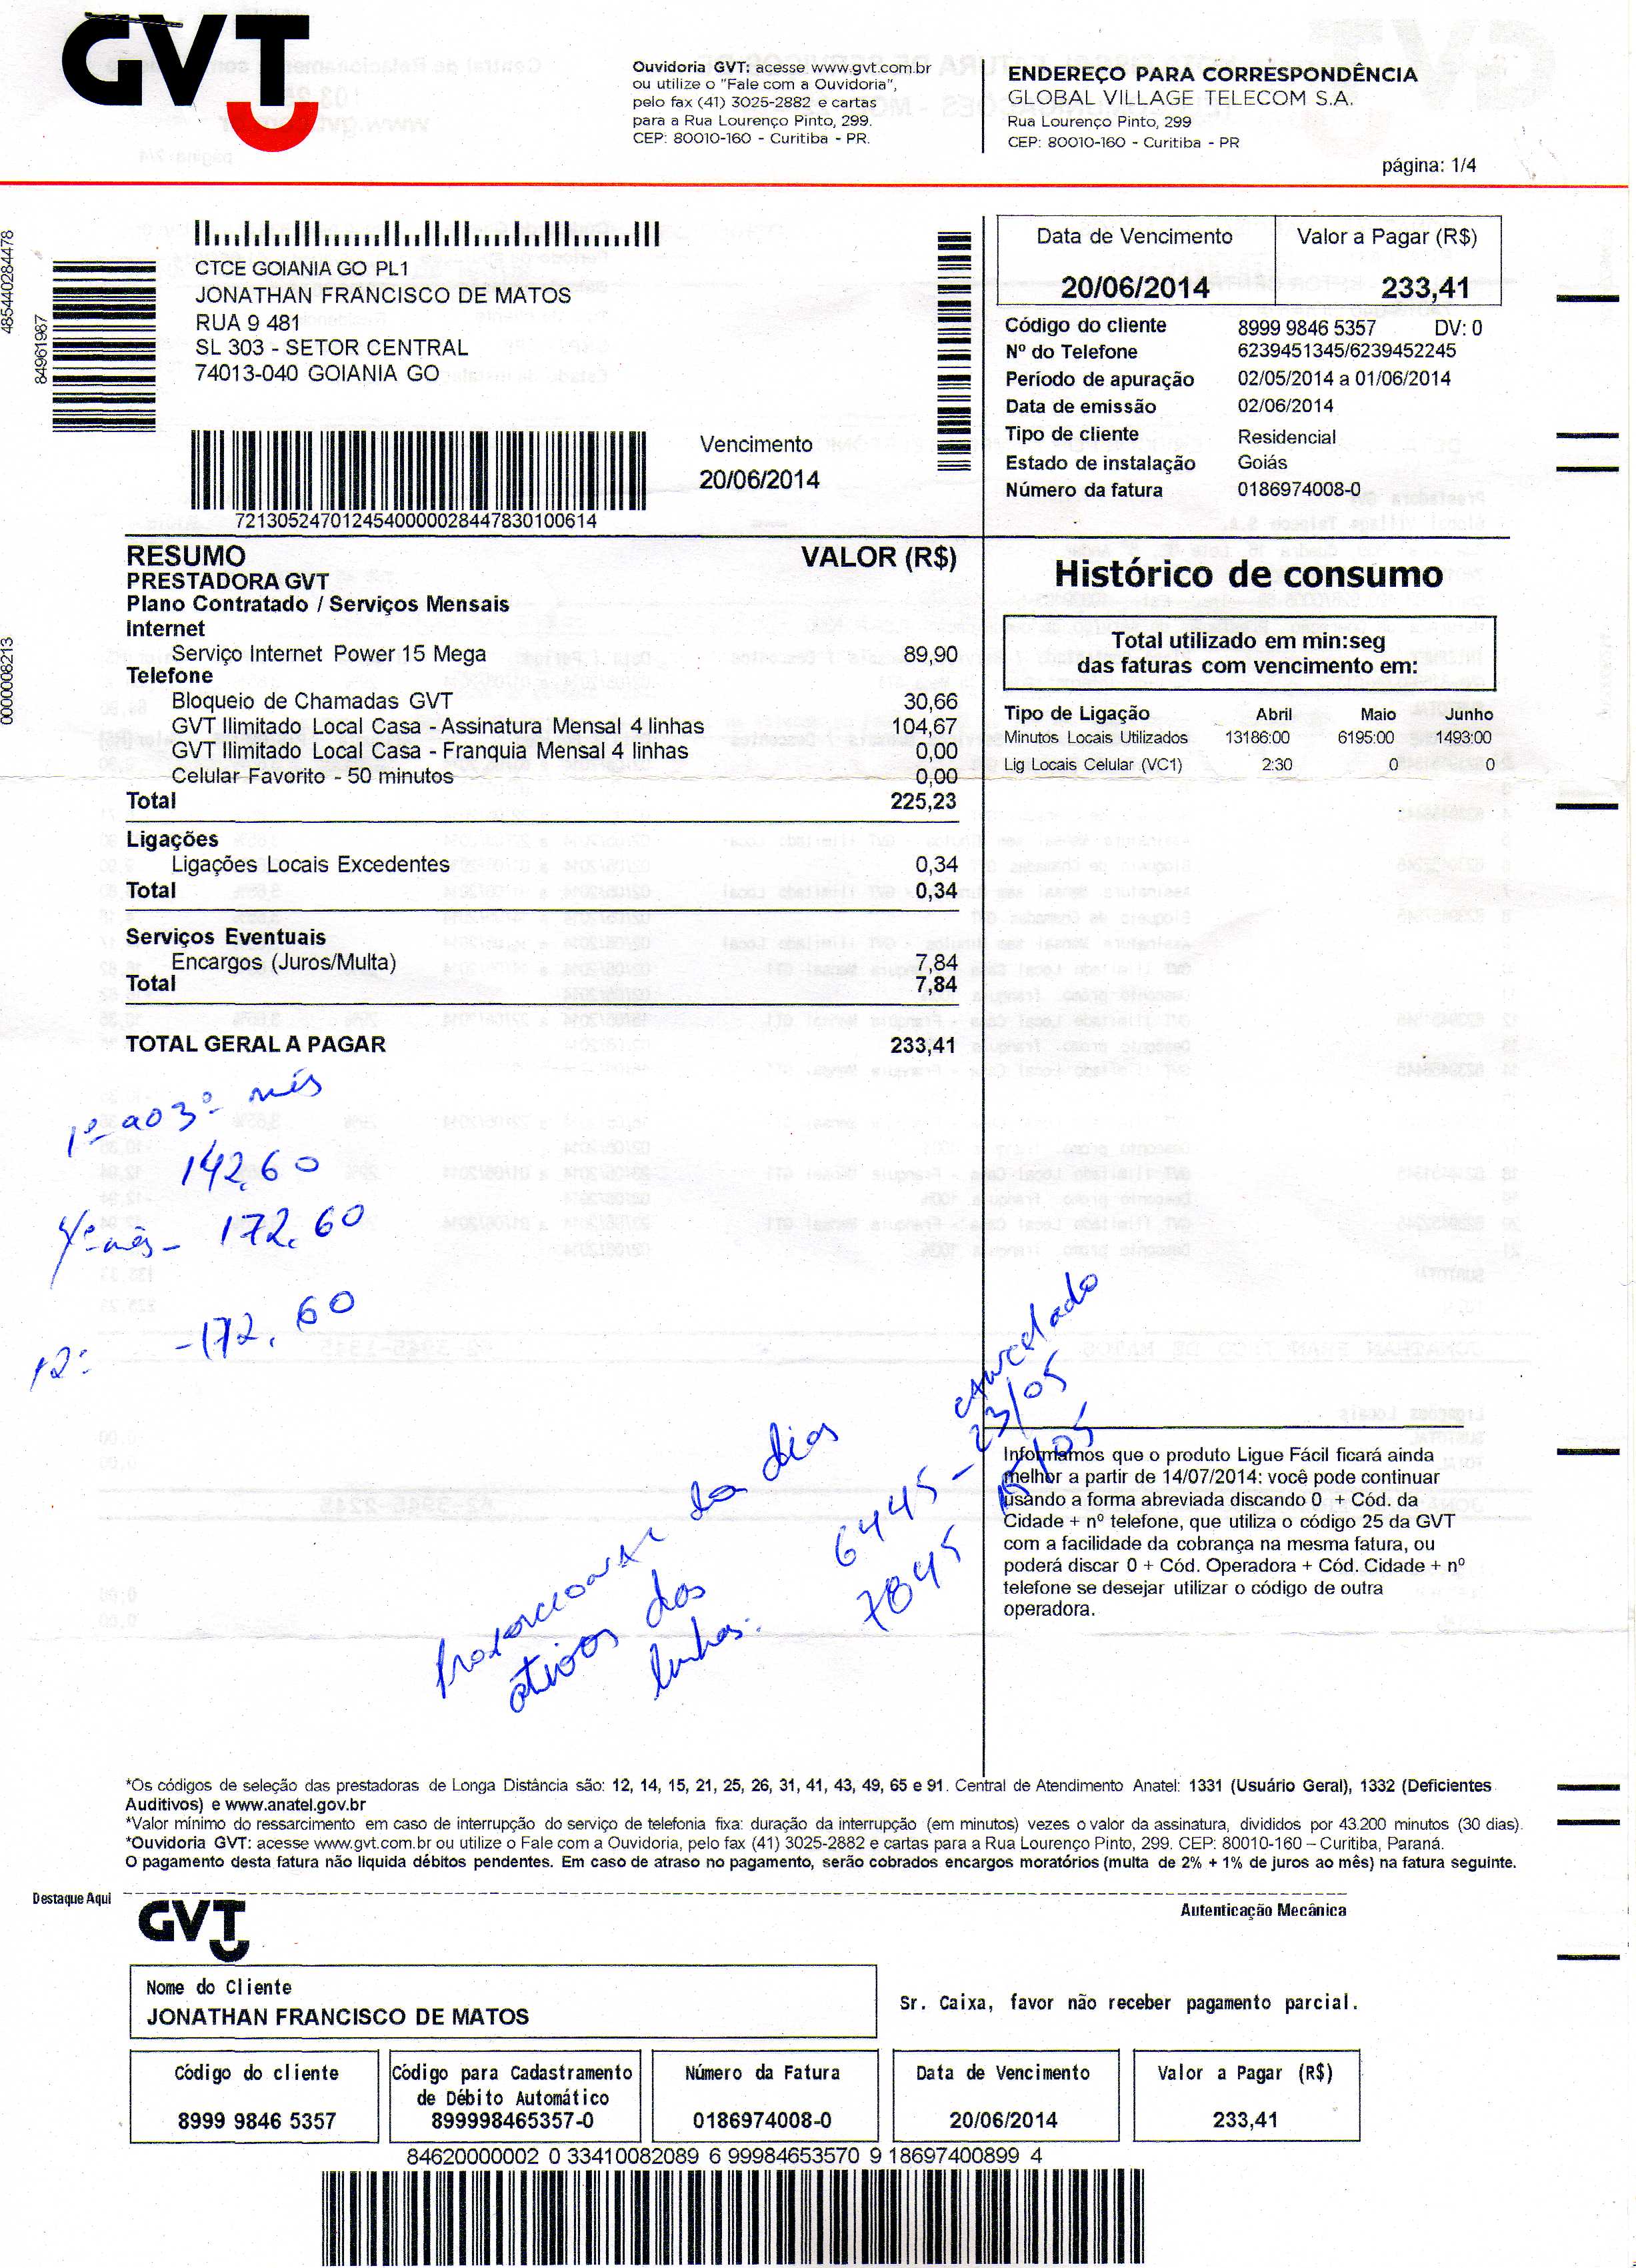 GVT
Ouvidoria GVT: acesse www.gvt.com.br
ou utilize o "Fale com a Ouvidoria",
pelo fax (41) 3025-2882 e cartas
para a Rua Lourenço Pinto, 299.
CEP: 80010-160 - Curitiba - PR.
ENDEREÇO PARA CORRESPONDÊNCIA
GLOBAL VILLAGE TELECOM S.A.
Rua Lourenço Pinto, 299
CEP: 80010-160 - Curitiba - PR
página: 1/4
485440284478
84961987
0000008213
CTCE GOIANIA GO PL1
JONATHAN FRANCISCO DE MATOS
RUA 9 481
SL 303 - SETOR CENTRAL
74013-040 GOIANIA GO
7213052470124540000028447830100614
Vencimento
20/06/2014
Data de Vencimento Valor a Pagar (R$)
20/06/2014 233,41
Código do cliente 8999 9846 5357 DV: 0
Nº do Telefone 6239451345/6239452245
Período de apuração 02/05/2014 a 01/06/2014
Data de emissão 02/06/2014
Tipo de cliente Residencial
Estado de instalação Goiás
Número da fatura 0186974008-0
RESUMO VALOR (R$)
PRESTADORA GVT
Plano Contratado / Serviços Mensais
Internet
Serviço Internet Power 15 Mega 89,90
Telefone
Bloqueio de Chamadas GVT 30,66
GVT Ilimitado Local Casa - Assinatura Mensal 4 linhas 104,67
GVT Ilimitado Local Casa - Franquia Mensal 4 linhas 0,00
Celular Favorito - 50 minutos 0,00
Total 225,23
Ligações
Ligações Locais Excedentes 0,34
Total 0,34
Serviços Eventuais
Encargos (Juros/Multa) 7,84
Total 7,84
TOTAL GERAL A PAGAR 233,41
Histórico de consumo
Total utilizado em min:seg
das faturas com vencimento em:
Tipo de Ligação Abril Maio Junho
Minutos Locais Utilizados 13186:00 6195:00 1493:00
Lig Locais Celular (VC1) 2:30 0 0
1º ao 3º mês
142,60
4º mês - 172,60
12º - 172,60
Proporcional dos dias
ativos das
linhas:
6445 - cancelado 23/05
7845 15/05
Informamos que o produto Ligue Fácil ficará ainda
melhor a partir de 14/07/2014: você pode continuar
usando a forma abreviada discando 0 + Cód. da
Cidade + nº telefone, que utiliza o código 25 da GVT
com a facilidade da cobrança na mesma fatura, ou
poderá discar 0 + Cód. Operadora + Cód. Cidade + nº
telefone se desejar utilizar o código de outra
operadora.
*Os códigos de seleção das prestadoras de Longa Distância são: 12, 14, 15, 21, 25, 26, 31, 41, 43, 49, 65 e 91. Central de Atendimento Anatel: 1331 (Usuário Geral), 1332 (Deficientes
Auditivos) e www.anatel.gov.br
*Valor mínimo do ressarcimento em caso de interrupção do serviço de telefonia fixa: duração da interrupção (em minutos) vezes o valor da assinatura, divididos por 43.200 minutos (30 dias).
*Ouvidoria GVT: acesse www.gvt.com.br ou utilize o Fale com a Ouvidoria, pelo fax (41) 3025-2882 e cartas para a Rua Lourenço Pinto, 299. CEP: 80010-160 – Curitiba, Paraná.
O pagamento desta fatura não liquida débitos pendentes. Em caso de atraso no pagamento, serão cobrados encargos moratórios (multa de 2% + 1% de juros ao mês) na fatura seguinte.
Destaque Aqui
GVT
Autenticação Mecânica
Nome do Cliente
JONATHAN FRANCISCO DE MATOS
Sr. Caixa, favor não receber pagamento parcial.
Código do cliente
8999 9846 5357
Código para Cadastramento
de Débito Automático
899998465357-0
Número da Fatura
0186974008-0
Data de Vencimento
20/06/2014
Valor a Pagar (R$)
233,41
84620000002 0 33410082089 6 99984653570 9 18697400899 4